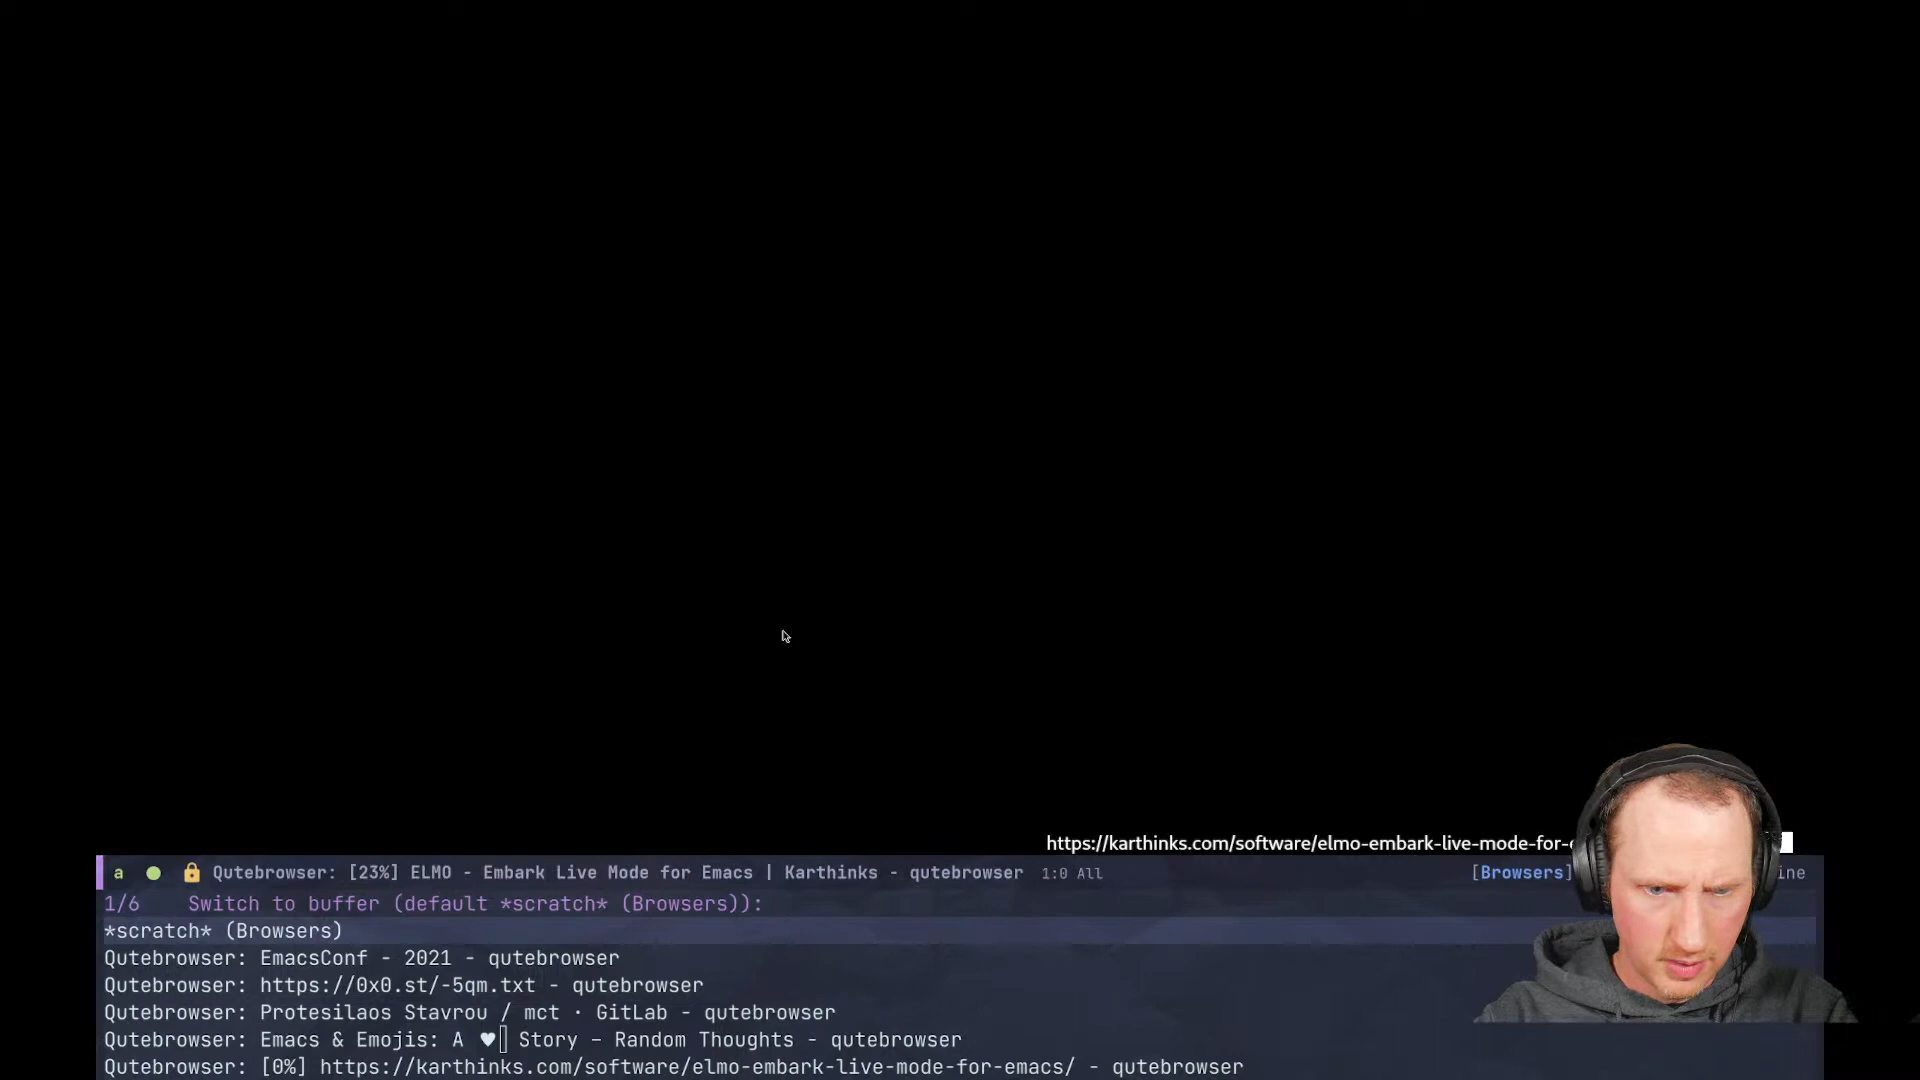 https://karthinks.com/software/elmo-embark-live-mode-for-
a Qutebrowser: [23%] ELMO - Embark Live Mode for Emacs | Karthinks - qutebrowser 1:0 All [Browsers] ine
1/6 Switch to buffer (default *scratch* (Browsers)):
*scratch* (Browsers)
Qutebrowser: EmacsConf - 2021 - qutebrowser
Qutebrowser: https://0x0.st/-5qm.txt - qutebrowser
Qutebrowser: Protesilaos Stavrou / mct · GitLab - qutebrowser
Qutebrowser: Emacs & Emojis: A ♥ Story – Random Thoughts - qutebrowser
Qutebrowser: [0%] https://karthinks.com/software/elmo-embark-live-mode-for-emacs/ - qutebrowser